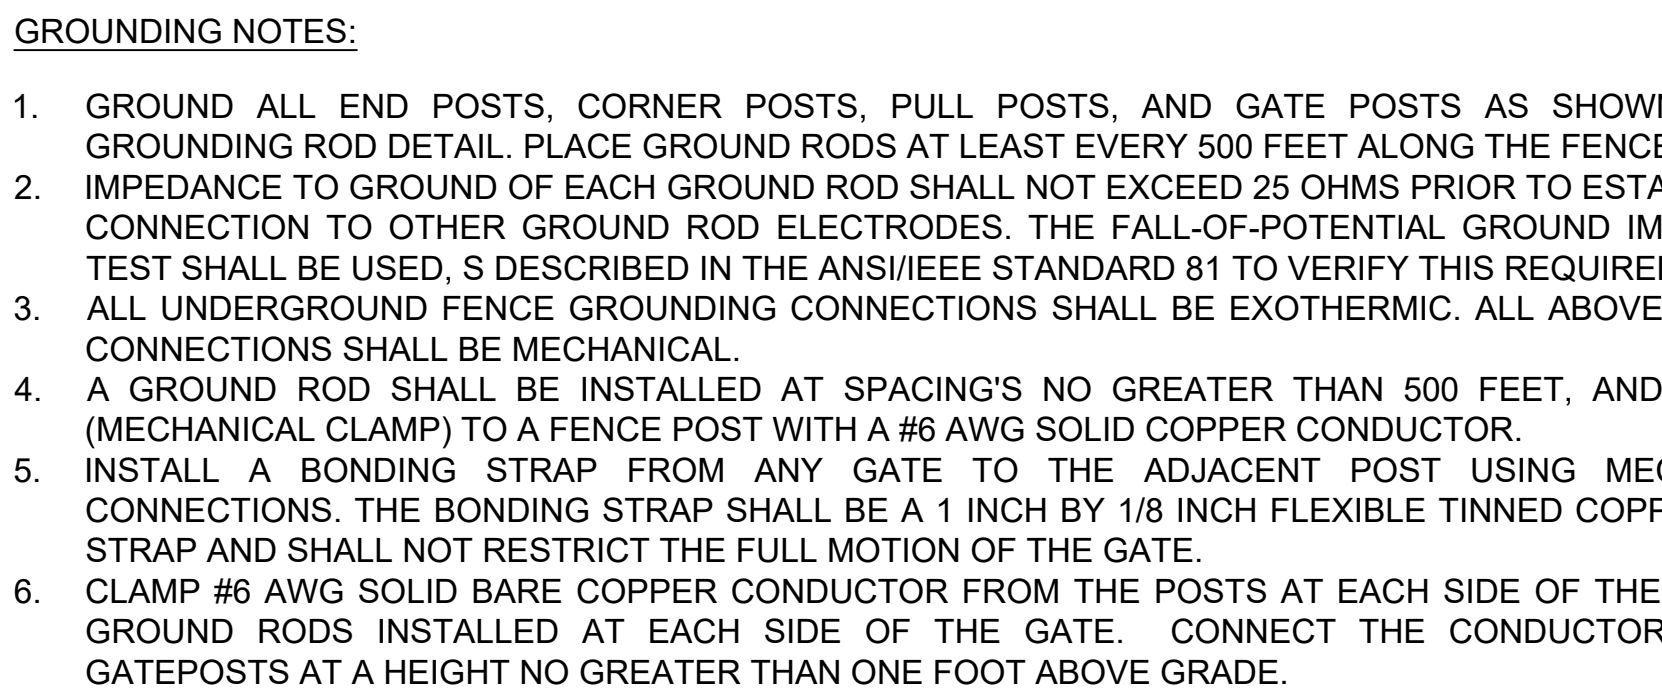 GROUNDING NOTES:
1. GROUND ALL END POSTS, CORNER POSTS, PULL POSTS, AND GATE POSTS AS
GROUNDING ROD DETAIL. PLACE GROUND RODS AT LEAST EVERY 500 FEET ALONG THE
2. IMPEDANCE TO GROUND OF EACH GROUND ROD SHALL NOT EXCEED 25 OHMS PRIOR TO
CONNECTION TO OTHER GROUND ROD ELECTRODES. THE FALL-OF-POTENTIAL GROUND
TEST SHALL BE USED, S DESCRIBED IN THE ANSI/IEEE STANDARD 81 TO VERIFY THIS
3. ALL UNDERGROUND FENCE GROUNDING CONNECTIONS SHALL BE EXOTHERMIC. ALL ABOVE
CONNECTIONS SHALL BE MECHANICAL.
4. A GROUND ROD SHALL BE INSTALLED AT SPACING'S NO GREATER THAN 500 FEET, AND
(MECHANICAL CLAMP) TO A FENCE POST WITH A #6 AWG SOLID COPPER CONDUCTOR.
5. INSTALL A BONDING STRAP FROM ANY GATE TO THE ADJACENT POST USING
CONNECTIONS. THE BONDING STRAP SHALL BE A 1 INCH BY 1/8 INCH FLEXIBLE TINNED
STRAP AND SHALL NOT RESTRICT THE FULL MOTION OF THE GATE.
6. CLAMP #6 AWG SOLID BARE COPPER CONDUCTOR FROM THE POSTS AT EACH SIDE OF THE
GROUND RODS INSTALLED AT EACH SIDE OF THE GATE. CONNECT THE CONDUCTOR
GATEPOSTS AT A HEIGHT NO GREATER THAN ONE FOOT ABOVE GRADE.